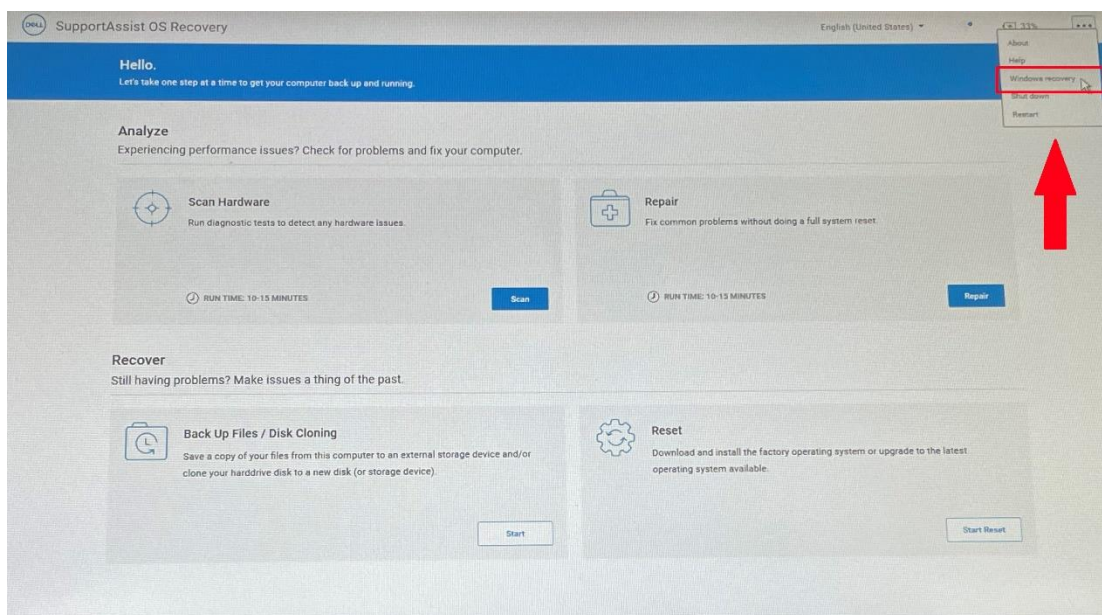 DELL
SupportAssist OS Recovery
English (United States)
33%
...
About
Help
Windows recovery
Shut down
Restart
Hello.
Let's take one step at a time to get your computer back up and running.
Analyze
Experiencing performance issues? Check for problems and fix your computer.
Scan Hardware
Run diagnostic tests to detect any hardware issues.
RUN TIME: 10-15 MINUTES
Scan
Repair
Fix common problems without doing a full system reset.
RUN TIME: 10-15 MINUTES
Repair
Recover
Still having problems? Make issues a thing of the past.
Back Up Files / Disk Cloning
Save a copy of your files from this computer to an external storage device and/or
clone your harddrive disk to a new disk (or storage device).
Start
Reset
Download and install the factory operating system or upgrade to the latest
operating system available.
Start Reset